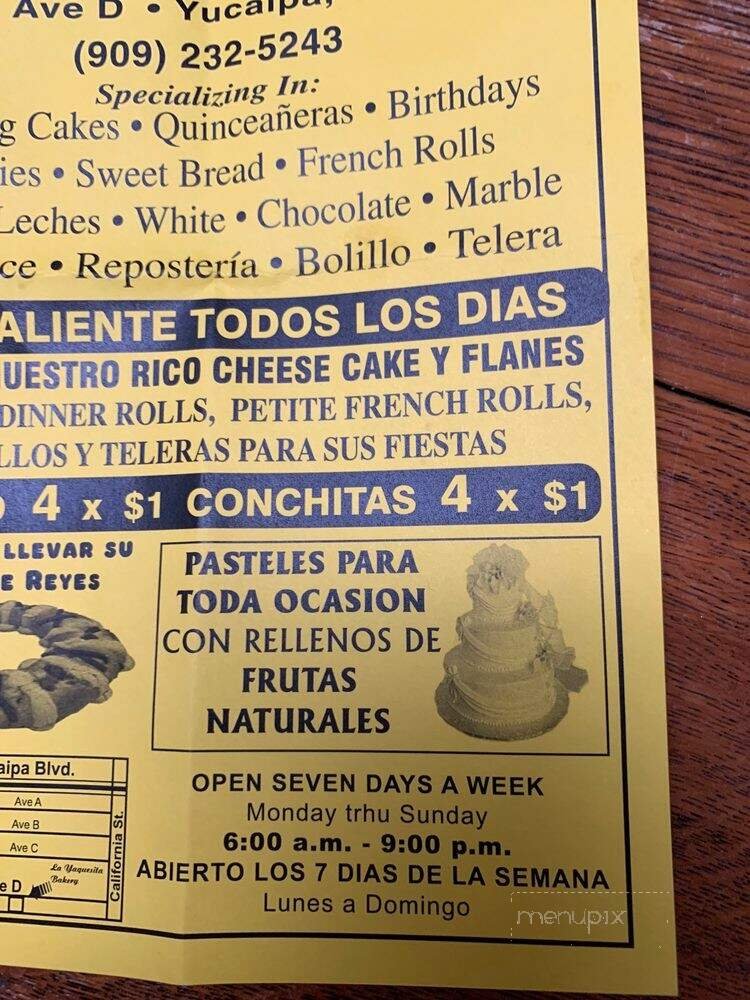 Ave D • Yucaipa,
(909) 232-5243
Specializing In:
g Cakes • Quinceañeras • Birthdays
ies • Sweet Bread • French Rolls
Leches • White • Chocolate • Marble
ce • Repostería • Bolillo • Telera
ALIENTE TODOS LOS DIAS
UESTRO RICO CHEESE CAKE Y FLANES
DINNER ROLLS, PETITE FRENCH ROLLS,
LLOS Y TELERAS PARA SUS FIESTAS
O 4 x $1 CONCHITAS 4 x $1
LLEVAR SU
E REYES
PASTELES PARA
TODA OCASION
CON RELLENOS DE
FRUTAS
NATURALES
aipa Blvd.
Ave A
Ave B
Ave C
La Yaquesita
Bakery
e D
California St.
OPEN SEVEN DAYS A WEEK
Monday trhu Sunday
6:00 a.m. - 9:00 p.m.
ABIERTO LOS 7 DIAS DE LA SEMANA
Lunes a Domingo
menupix